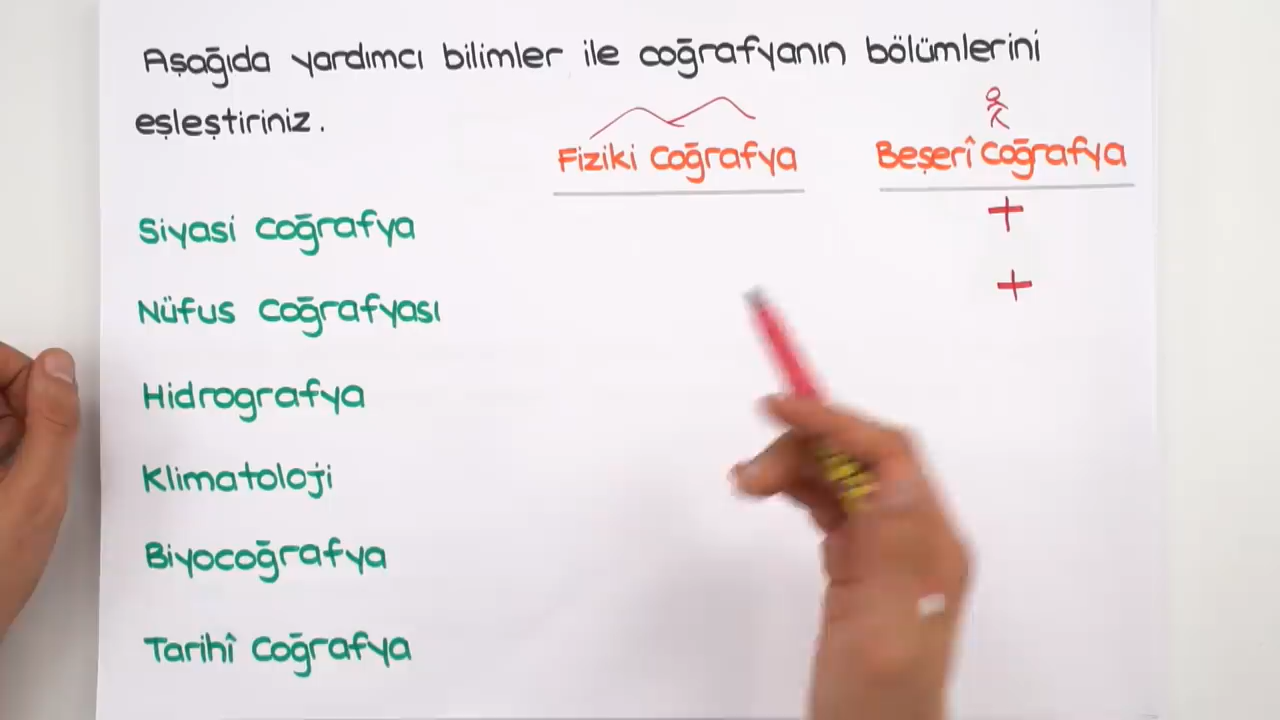 Aşağıda yardımcı bilimler ile coğrafyanın bölümlerini
eşleştiriniz.
Fiziki Coğrafya
Beşerî Coğrafya
Siyasi Coğrafya
+
Nüfus Coğrafyası
+
Hidrografya
Klimatoloji
Biyocoğrafya
Tarihî Coğrafya